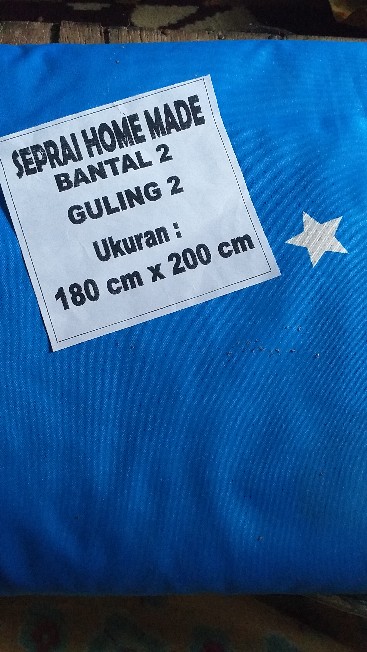 SEPRAI HOME MADE
BANTAL 2
GULING 2
Ukuran :
180 cm x 200 cm